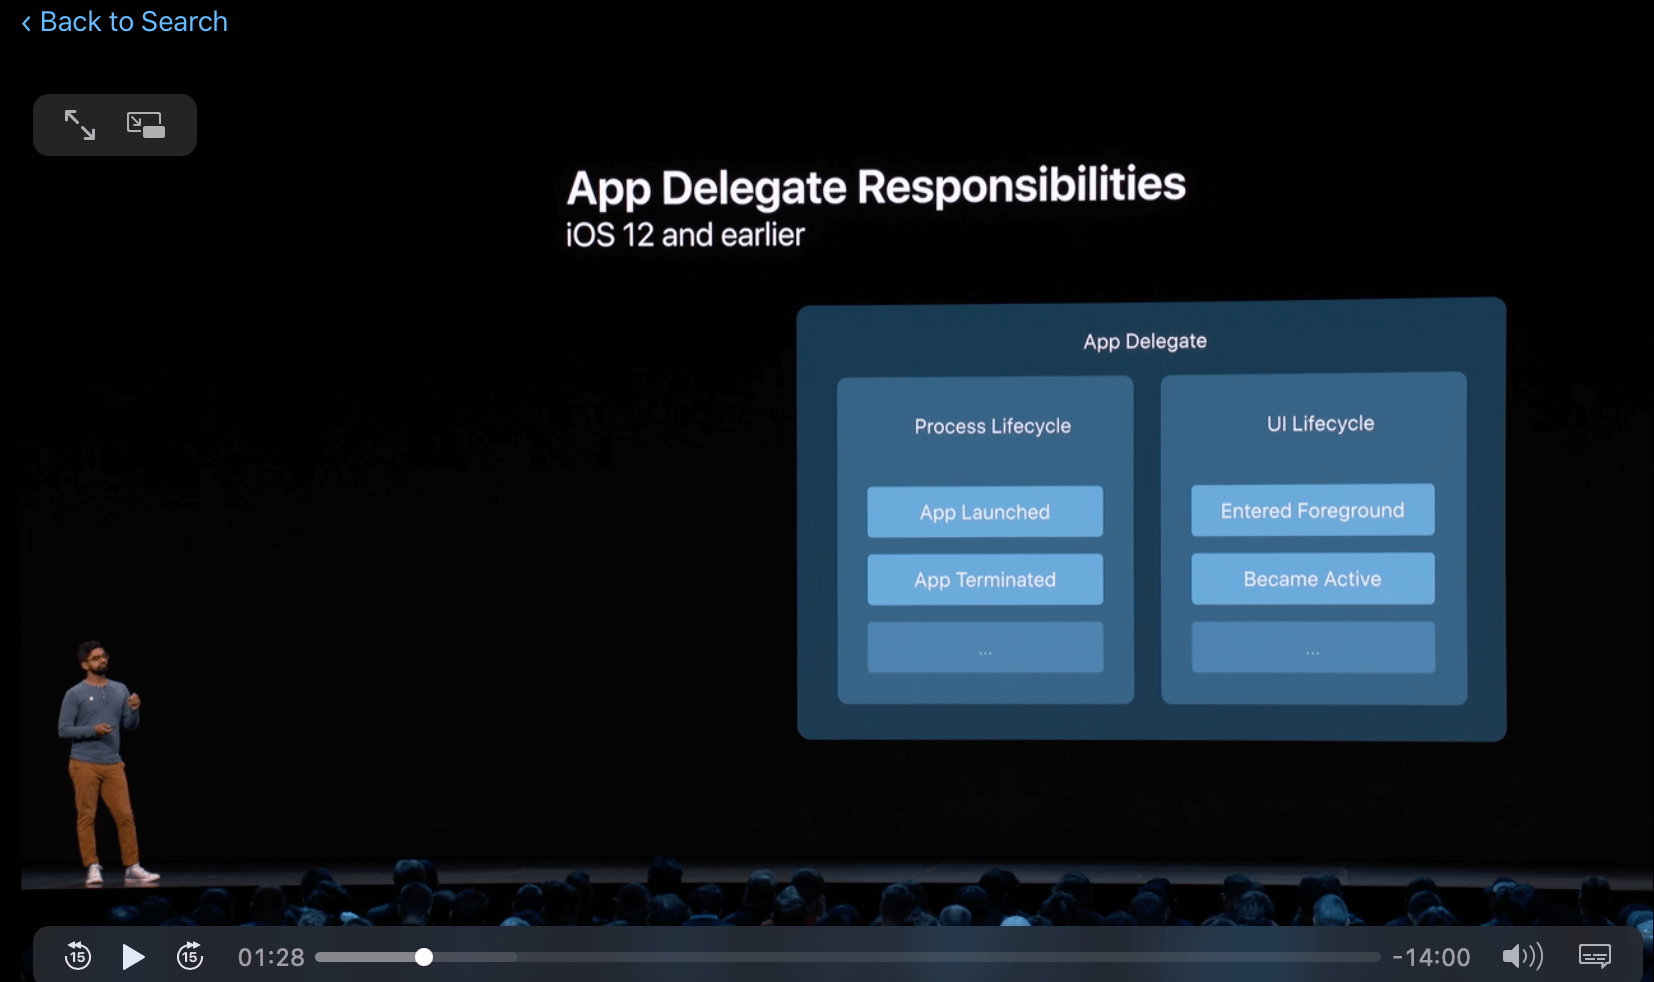 ‹ Back to Search
App Delegate Responsibilities
iOS 12 and earlier
App Delegate
Process Lifecycle
UI Lifecycle
App Launched
Entered Foreground
App Terminated
Became Active
...
...
15
15
01:28
-14:00